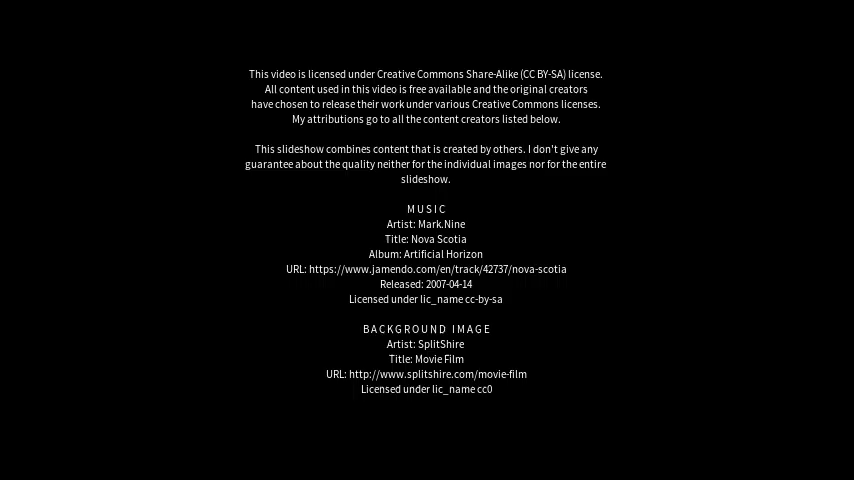 This video is licensed under Creative Commons Share-Alike (CC BY-SA) license.
All content used in this video is free available and the original creators
have chosen to release their work under various Creative Commons licenses.
My attributions go to all the content creators listed below.
This slideshow combines content that is created by others. I don't give any
guarantee about the quality neither for the individual images nor for the entire
slideshow.
MUSIC
Artist: Mark.Nine
Title: Nova Scotia
Album: Artificial Horizon
URL: https://www.jamendo.com/en/track/42737/nova-scotia
Released: 2007-04-14
Licensed under lic_name cc-by-sa
BACKGROUND IMAGE
Artist: SplitShire
Title: Movie Film
URL: http://www.splitshire.com/movie-film
Licensed under lic_name cc0